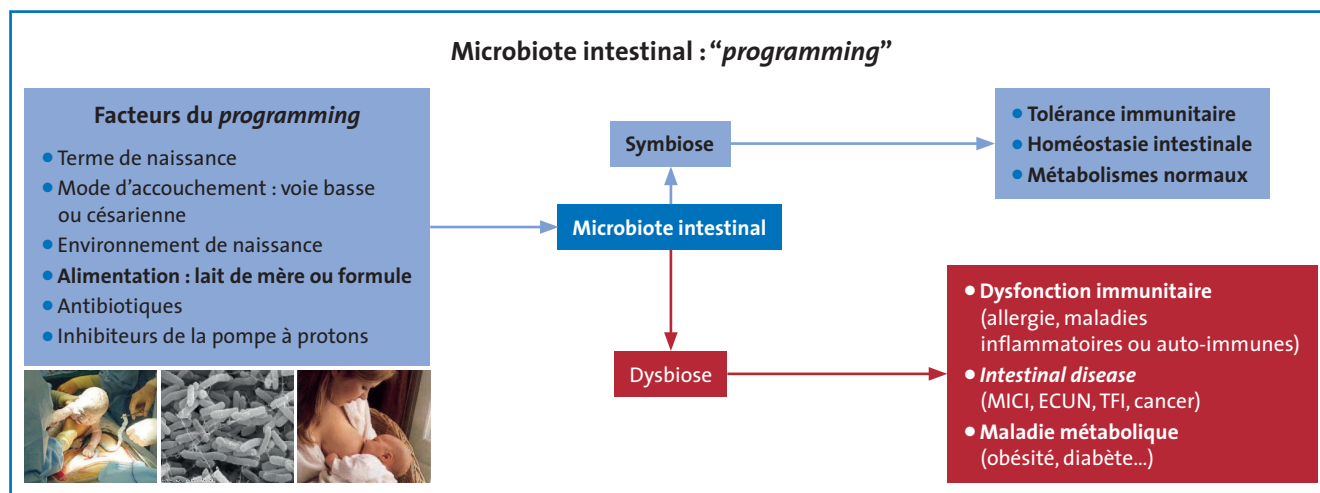 Microbiote intestinal : “programming”
Facteurs du programming
• Terme de naissance
• Mode d’accouchement : voie basse
ou césarienne
• Environnement de naissance
• Alimentation : lait de mère ou formule
• Antibiotiques
• Inhibiteurs de la pompe à protons
Microbiote intestinal
Symbiose
• Tolérance immunitaire
• Homéostasie intestinale
• Métabolismes normaux
Dysbiose
• Dysfonction immunitaire
(allergie, maladies
inflammatoires ou auto-immunes)
• Intestinal disease
(MICI, ECUN, TFI, cancer)
• Maladie métabolique
(obésité, diabète…)